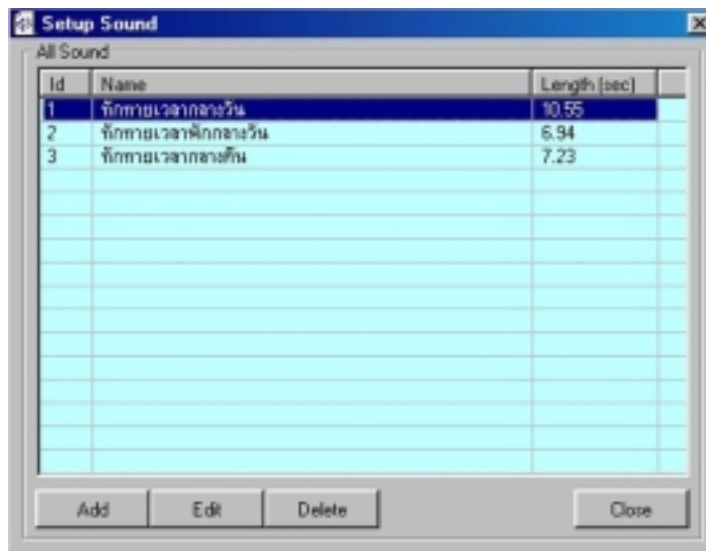 Setup Sound
All Sound
Id Name Length (sec)
1 ทักทายเวลากลางวัน 10.55
2 ทักทายเวลาพักกลางวัน 6.94
3 ทักทายเวลากลางคืน 7.23
Add Edit Delete Close